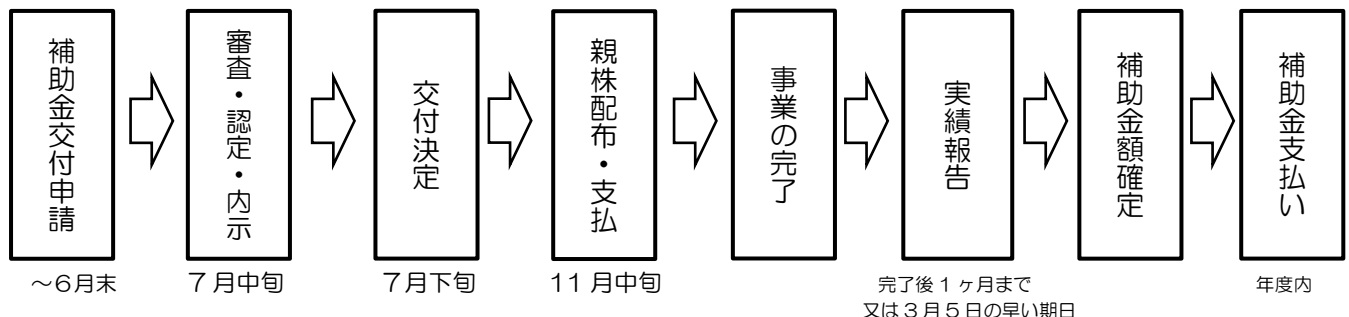 補助金交付申請
審査・認定・内示
交付決定
親株配布・支払
事業の完了
実績報告
補助金額確定
補助金支払い
～6月末
7月中旬
7月下旬
11月中旬
完了後1ヶ月まで
又は3月5日の早い期日
年度内